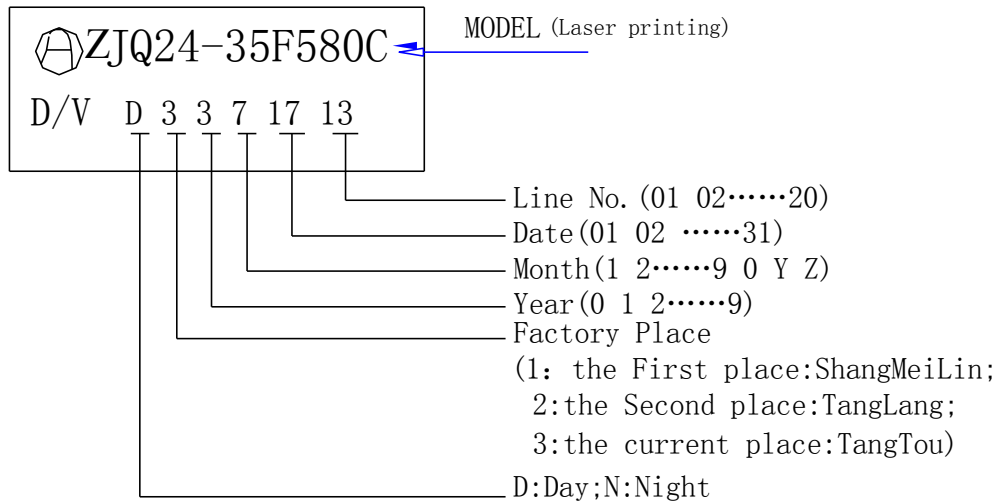 ZJQ24-35F580C
MODEL (Laser printing)
D/V D 3 3 7 17 13
Line No.(01 02······20)
Date(01 02 ······31)
Month(1 2······9 0 Y Z)
Year(0 1 2······9)
Factory Place
(1: the First place:ShangMeiLin;
2:the Second place:TangLang;
3:the current place:TangTou)
D:Day;N:Night